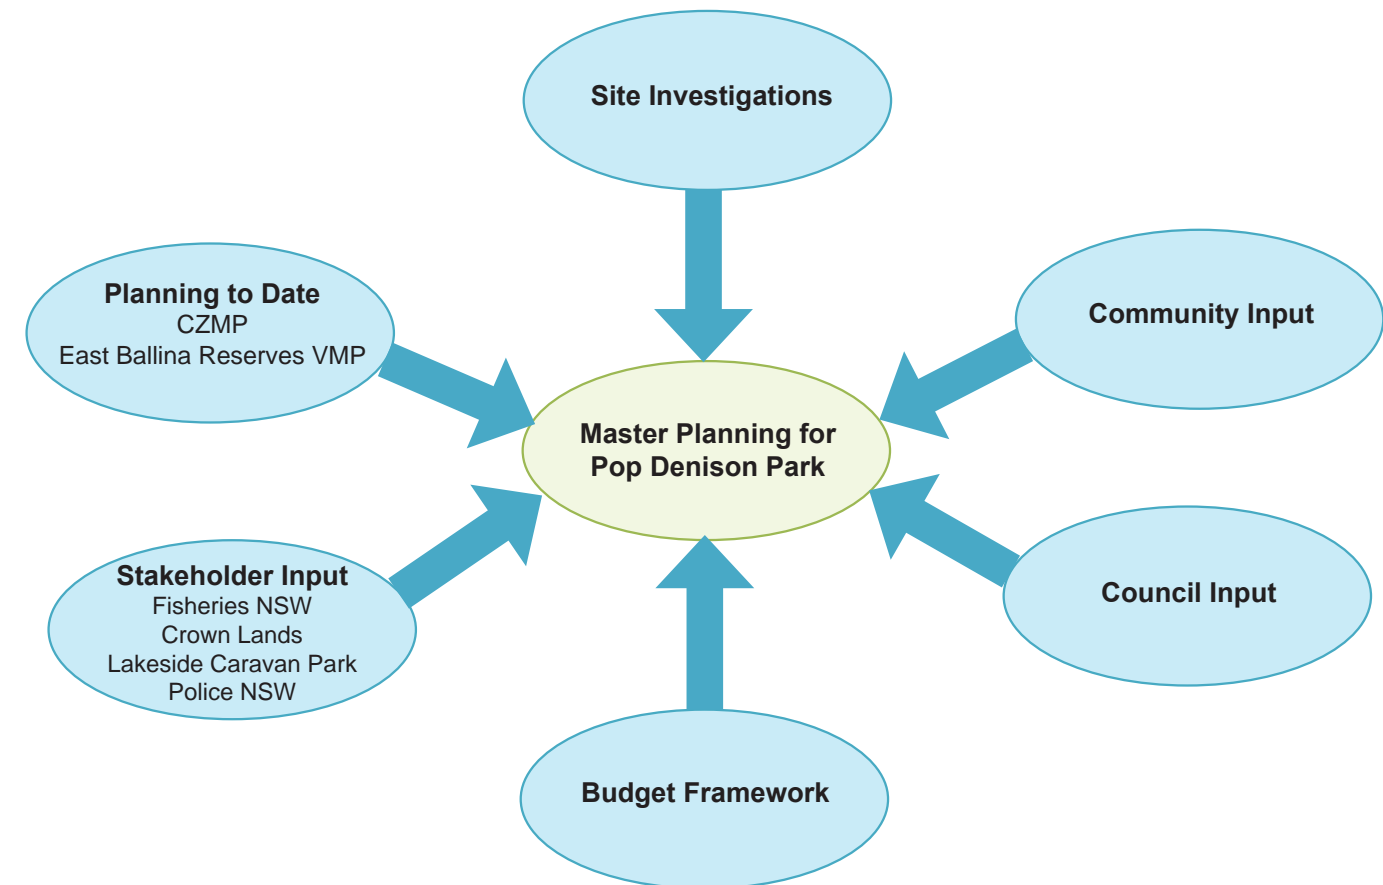 Site Investigations
Planning to Date
CZMP
East Ballina Reserves VMP
Community Input
Master Planning for
Pop Denison Park
Stakeholder Input
Fisheries NSW
Crown Lands
Lakeside Caravan Park
Police NSW
Council Input
Budget Framework